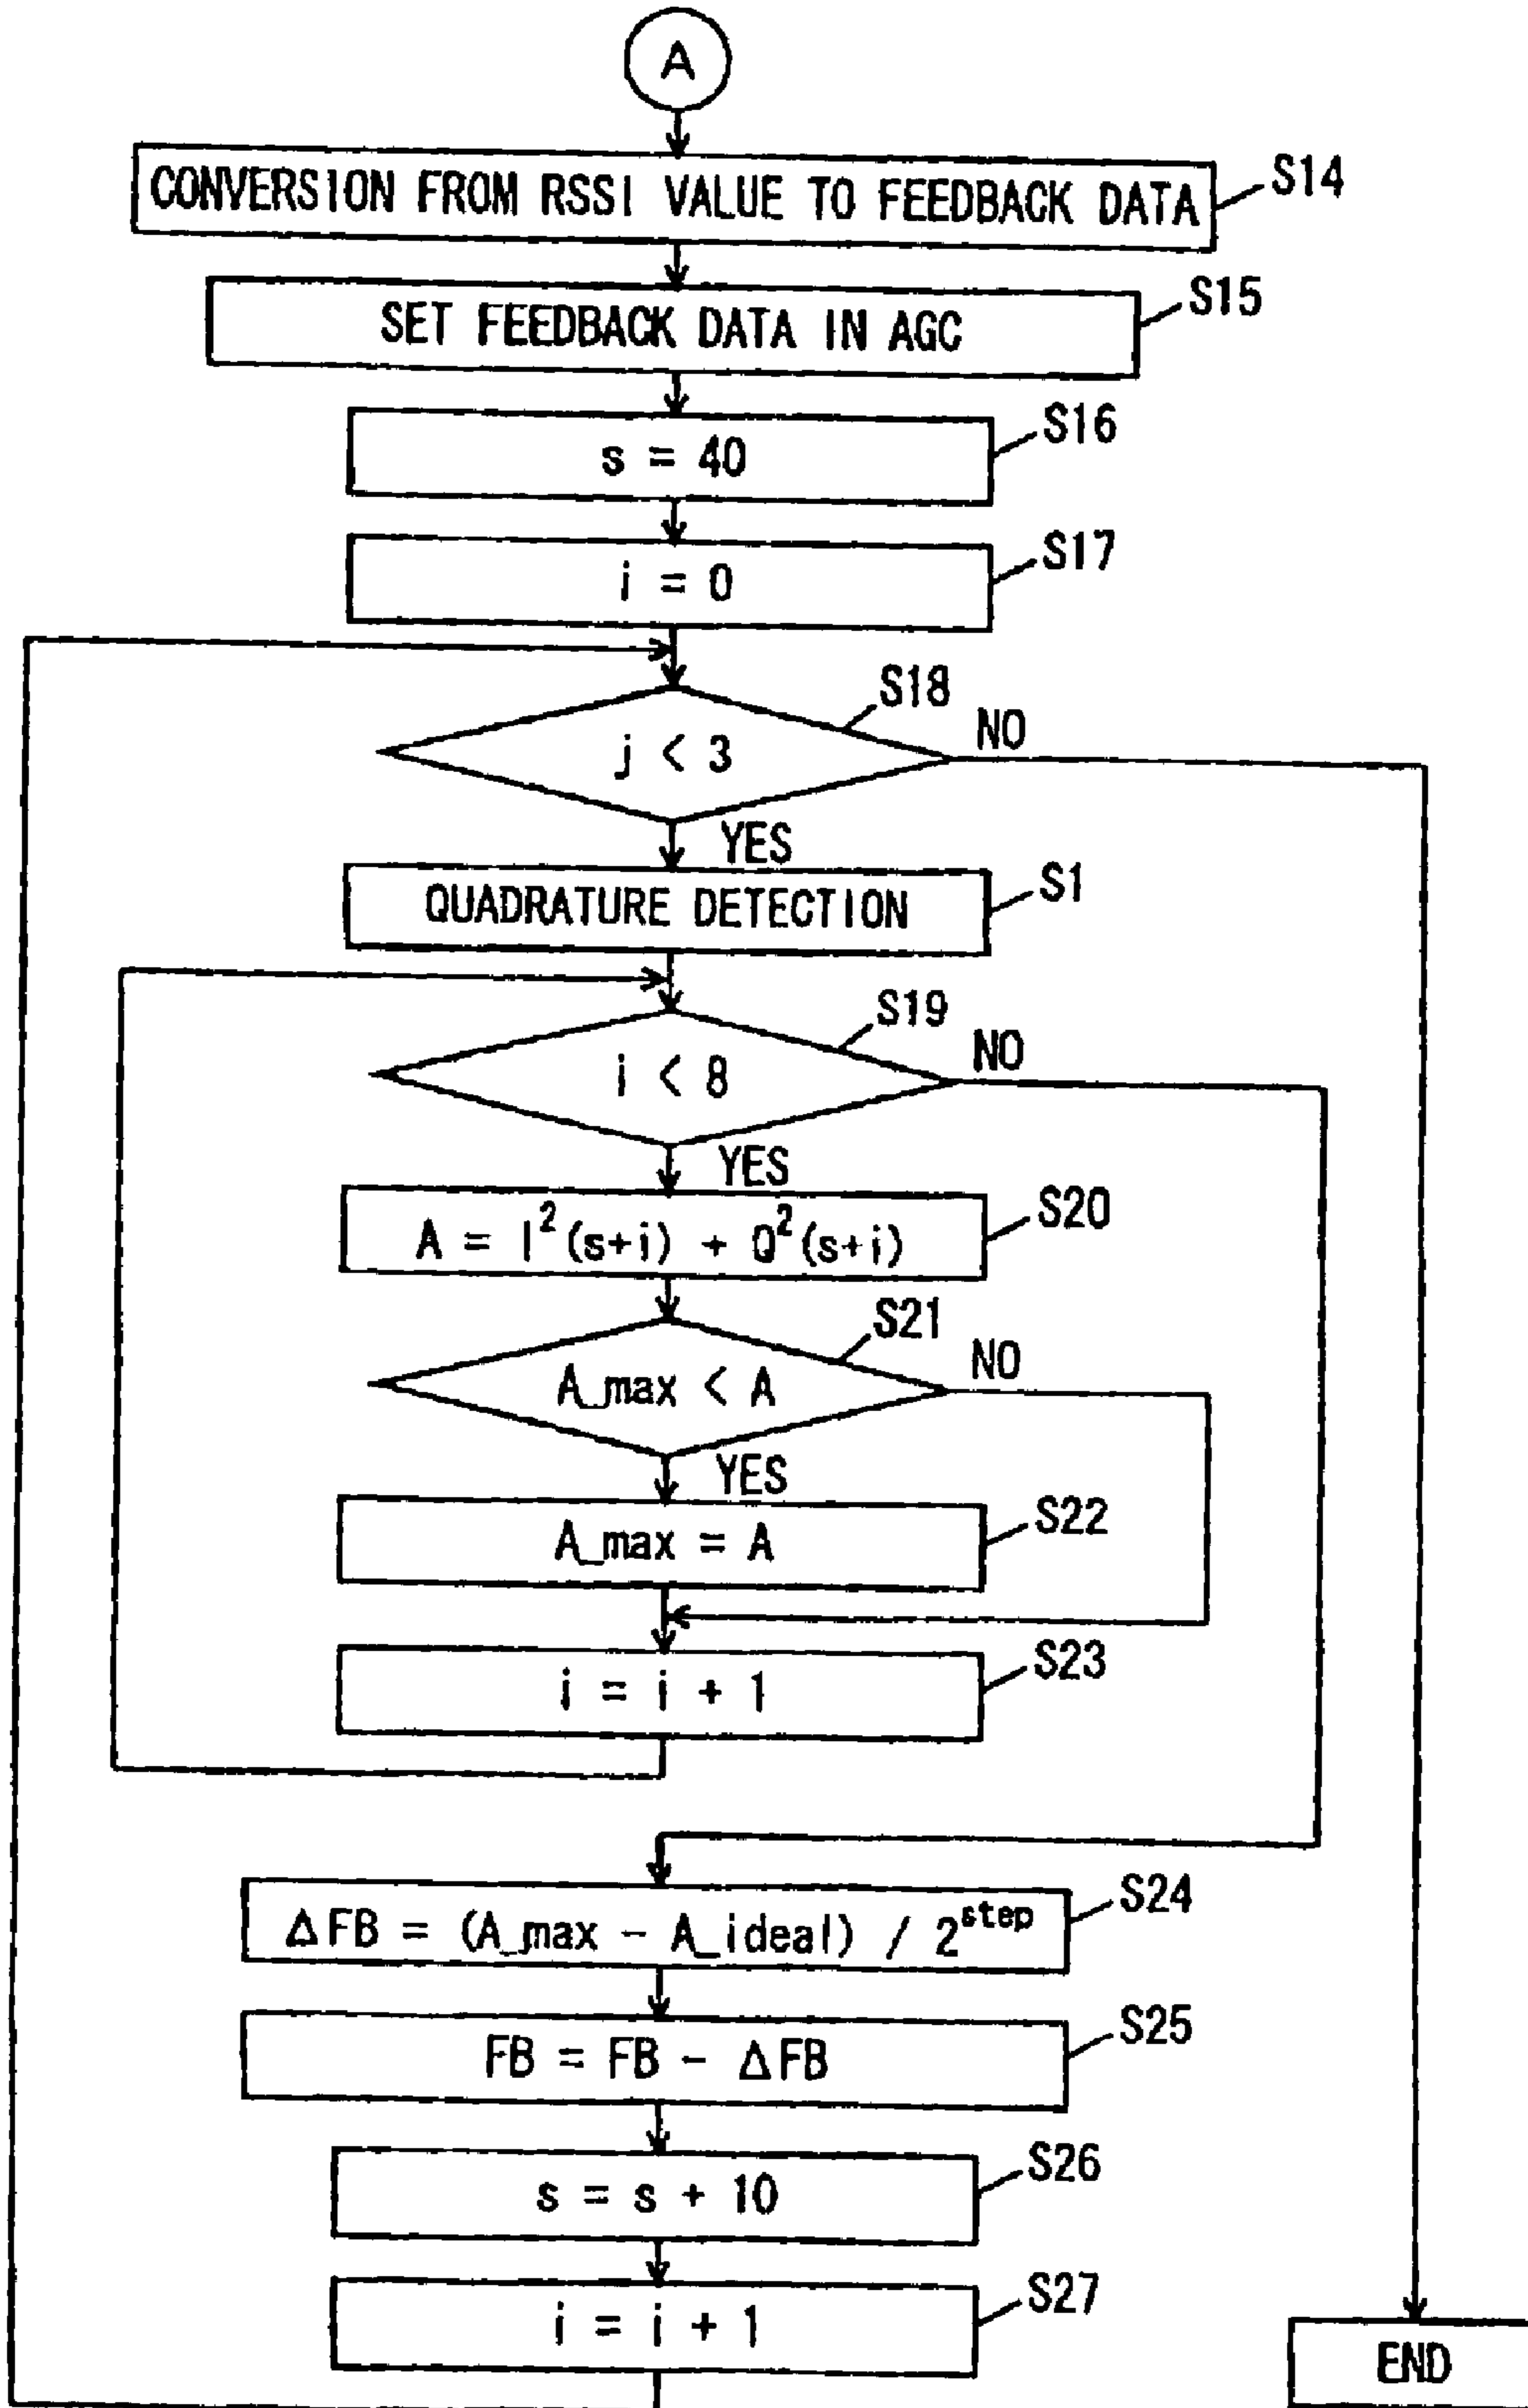 A
CONVERSION FROM RSSI VALUE TO FEEDBACK DATA
S14
SET FEEDBACK DATA IN AGC
S15
s = 40
S16
i = 0
S17
j < 3
S18
NO
YES
QUADRATURE DETECTION
S1
i < 8
S19
NO
YES
A = I²(s+i) + Q²(s+i)
S20
A_max < A
S21
NO
YES
A_max = A
S22
i = i + 1
S23
ΔFB = (A_max - A_ideal) / 2^step
S24
FB = FB - ΔFB
S25
s = s + 10
S26
i = i + 1
S27
END